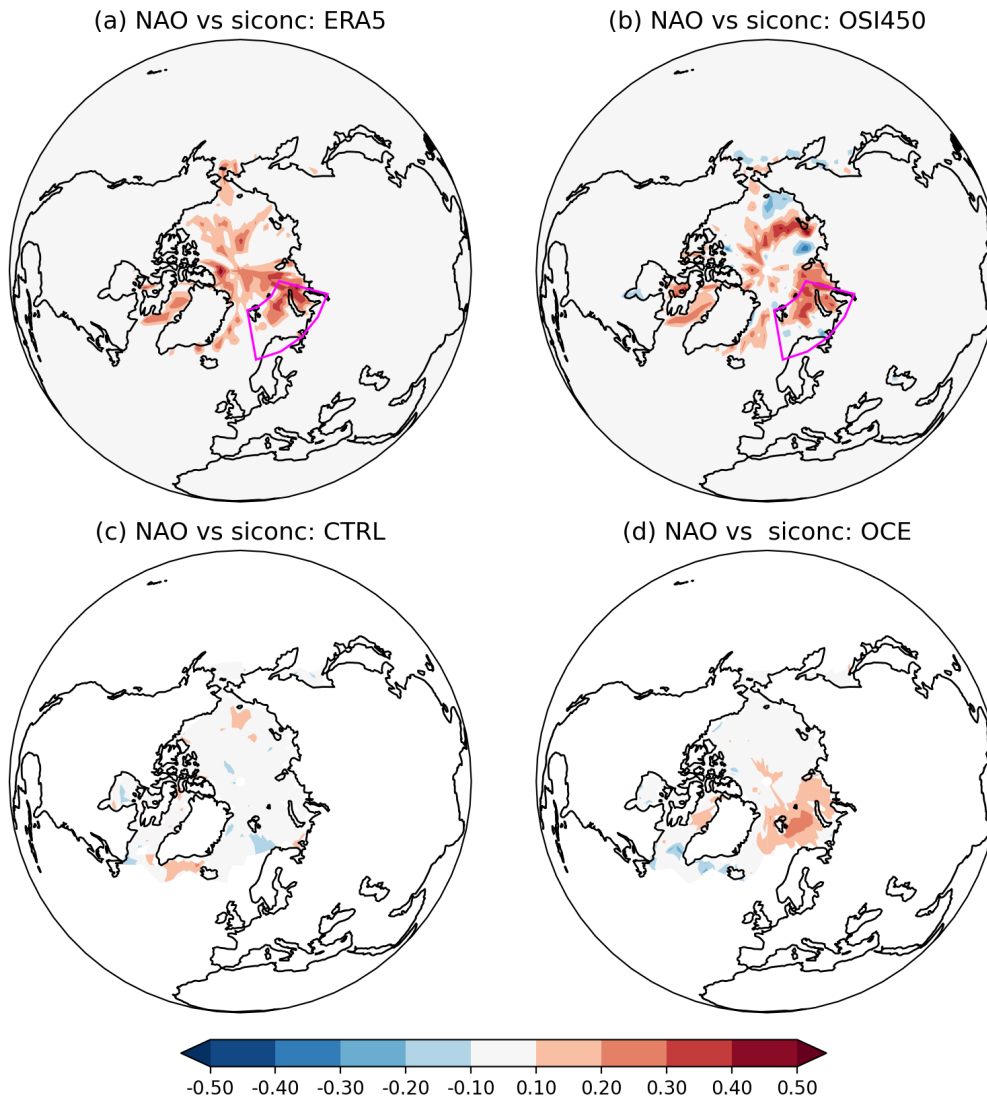 (a) NAO vs siconc: ERA5
(b) NAO vs siconc: OSI450
(c) NAO vs siconc: CTRL
(d) NAO vs  siconc: OCE
-0.50 -0.40 -0.30 -0.20 -0.10 0.10 0.20 0.30 0.40 0.50